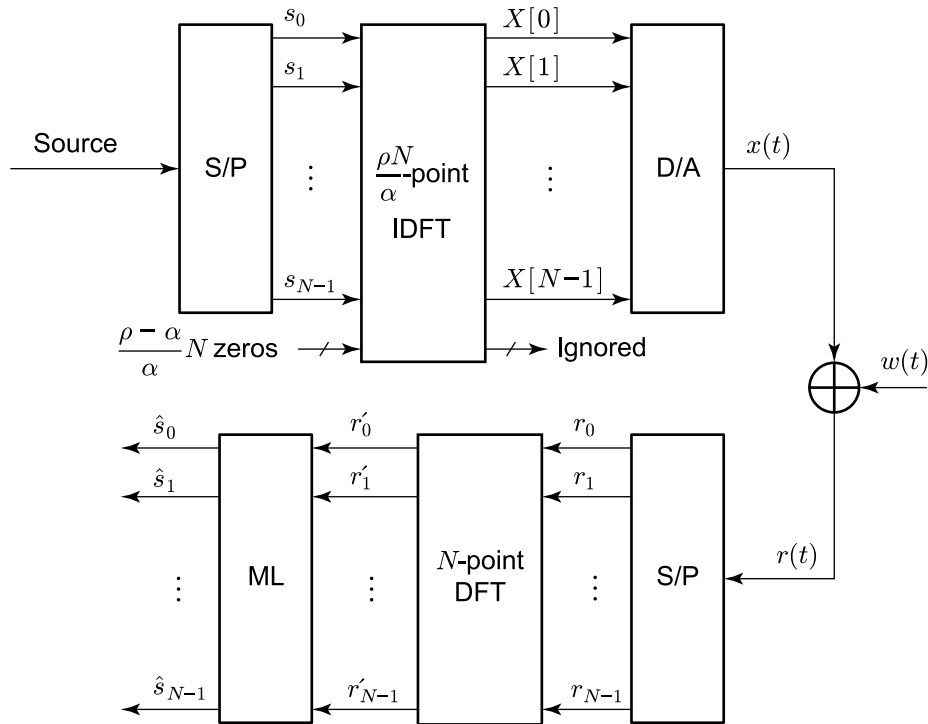 Source
S/P
s_0
s_1
⋮
s_{N−1}
(ρ − α)/α N zeros
ρN/α-point
IDFT
X[0]
X[1]
⋮
X[N−1]
Ignored
D/A
x(t)
w(t)
r(t)
S/P
r_0
r_1
⋮
r_{N−1}
N-point
DFT
r′_0
r′_1
⋮
r′_{N−1}
ML
ŝ_0
ŝ_1
⋮
ŝ_{N−1}